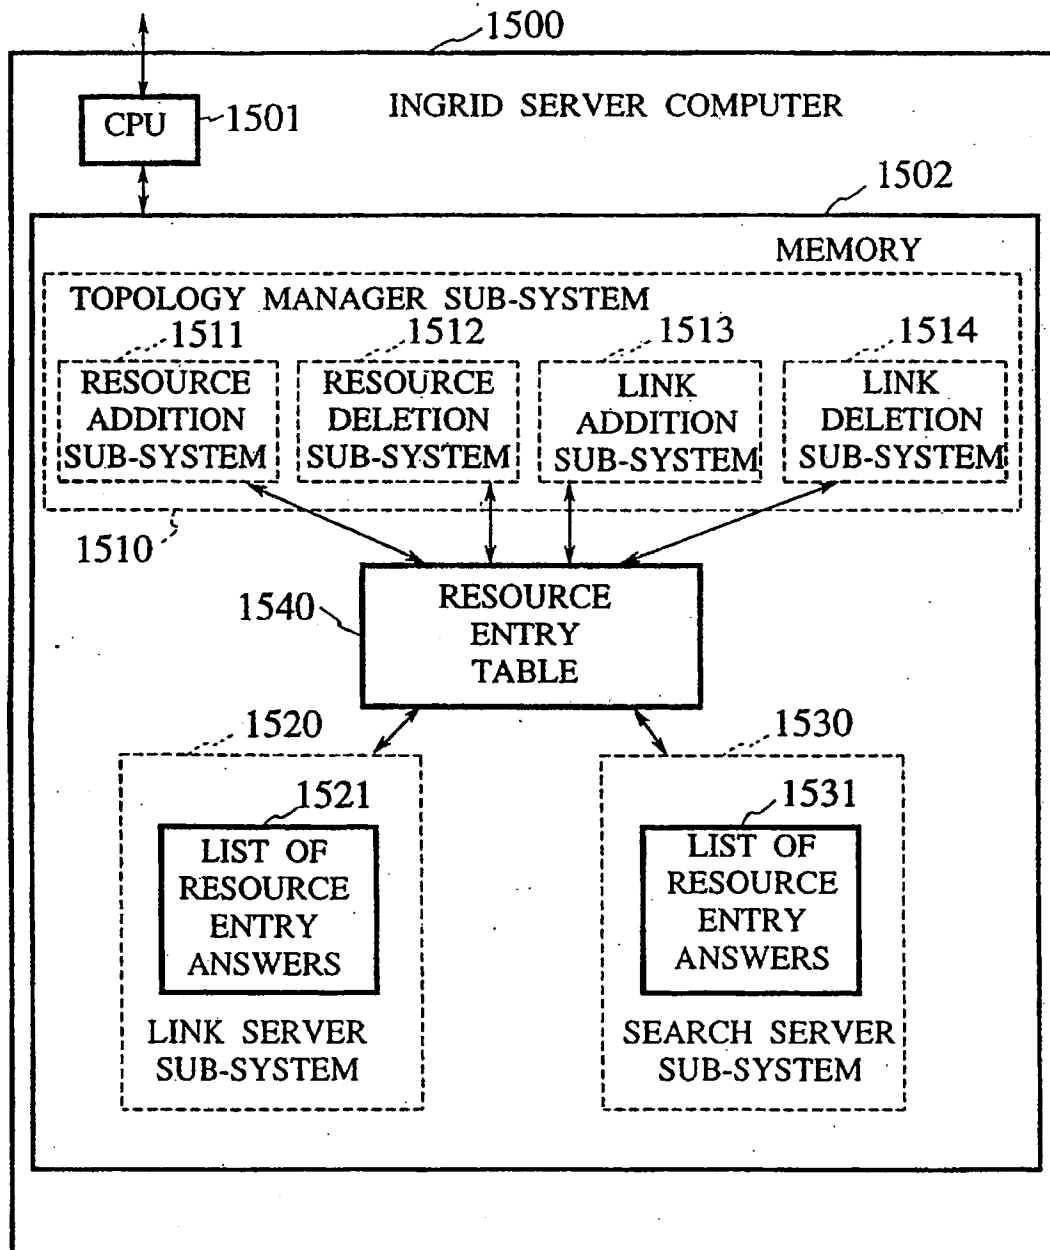 1500
CPU
1501
INGRID SERVER COMPUTER
1502
MEMORY
TOPOLOGY MANAGER SUB-SYSTEM
1511
1512
1513
1514
RESOURCE
ADDITION
SUB-SYSTEM
RESOURCE
DELETION
SUB-SYSTEM
LINK
ADDITION
SUB-SYSTEM
LINK
DELETION
SUB-SYSTEM
1510
1540
RESOURCE
ENTRY
TABLE
1520
1530
1521
LIST OF
RESOURCE
ENTRY
ANSWERS
LINK SERVER
SUB-SYSTEM
1531
LIST OF
RESOURCE
ENTRY
ANSWERS
SEARCH SERVER
SUB-SYSTEM